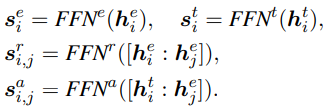 s_i^e = FFN^e(h_i^e), s_i^t = FFN^t(h_i^t),
s_{i,j}^r = FFN^r([h_i^e : h_j^e]),
s_{i,j}^a = FFN^a([h_i^t : h_j^e]).